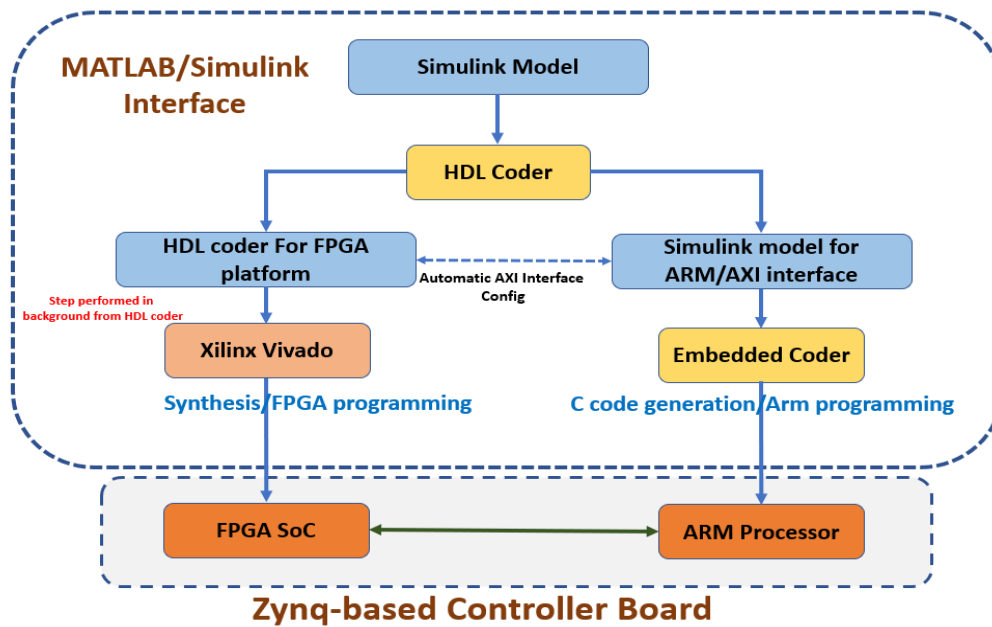 Simulink Model
MATLAB/Simulink
Interface
HDL Coder
HDL coder For FPGA
platform
Simulink model for
ARM/AXI interface
Automatic AXI Interface
Config
Step performed in
background from HDL coder
Xilinx Vivado
Embedded Coder
Synthesis/FPGA programming
C code generation/Arm programming
FPGA SoC
ARM Processor
Zynq-based Controller Board